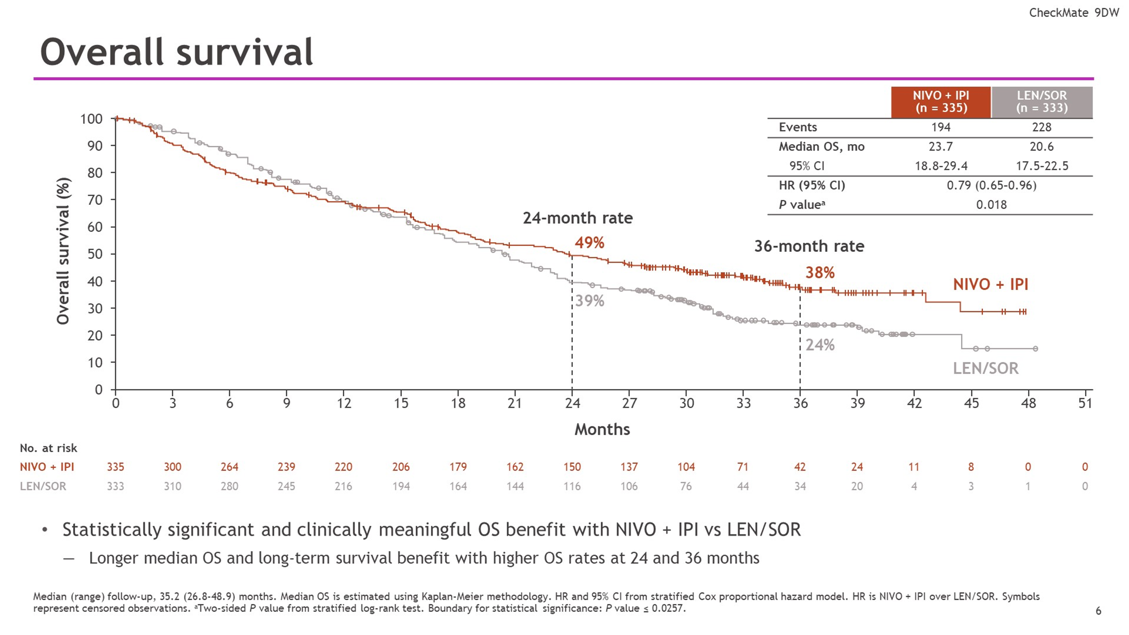 CheckMate 9DW
Overall survival
NIVO + IPI
(n = 335)
LEN/SOR
(n = 333)
Events 194 228
Median OS, mo 23.7 20.6
95% CI 18.8-29.4 17.5-22.5
HR (95% CI) 0.79 (0.65-0.96)
P valueᵃ 0.018
Overall survival (%)
100
90
80
70
60
50
40
30
20
10
0
24-month rate
49%
39%
36-month rate
38%
24%
NIVO + IPI
LEN/SOR
0 3 6 9 12 15 18 21 24 27 30 33 36 39 42 45 48 51
Months
No. at risk
NIVO + IPI 335 300 264 239 220 206 179 162 150 137 104 71 42 24 11 8 0 0
LEN/SOR 333 310 280 245 216 194 164 144 116 106 76 44 34 20 4 3 1 0
• Statistically significant and clinically meaningful OS benefit with NIVO + IPI vs LEN/SOR
— Longer median OS and long-term survival benefit with higher OS rates at 24 and 36 months
Median (range) follow-up, 35.2 (26.8-48.9) months. Median OS is estimated using Kaplan-Meier methodology. HR and 95% CI from stratified Cox proportional hazard model. HR is NIVO + IPI over LEN/SOR. Symbols
represent censored observations. ᵃTwo-sided P value from stratified log-rank test. Boundary for statistical significance: P value ≤ 0.0257.
6